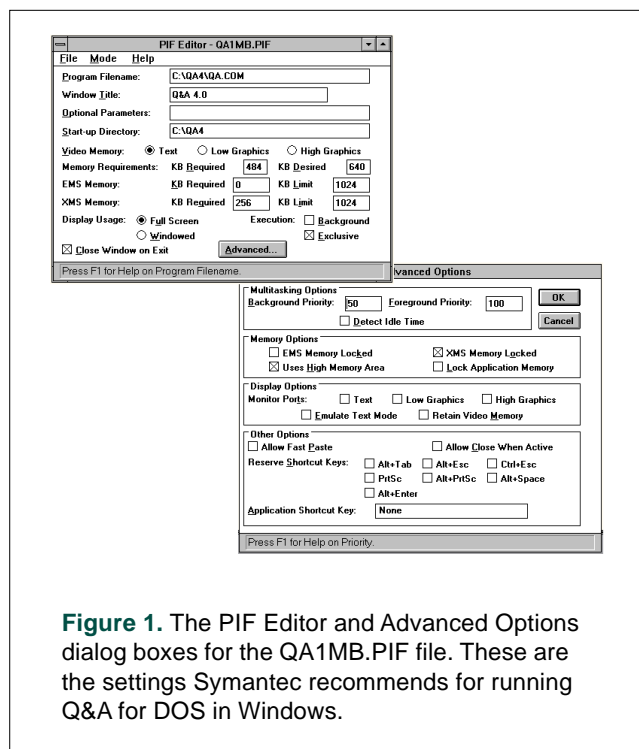 PIF Editor - QA1MB.PIF
File Mode Help
Program Filename: C:\QA4\QA.COM
Window Title: Q&A 4.0
Optional Parameters:
Start-up Directory: C:\QA4
Video Memory: Text Low Graphics High Graphics
Memory Requirements: KB Required 484 KB Desired 640
EMS Memory: KB Required 0 KB Limit 1024
XMS Memory: KB Required 256 KB Limit 1024
Display Usage: Full Screen Execution: Background
Windowed Exclusive
Close Window on Exit Advanced...
Press F1 for Help on Program Filename.
dvanced Options
Multitasking Options
Background Priority: 50 Foreground Priority: 100 OK
Detect Idle Time Cancel
Memory Options
EMS Memory Locked XMS Memory Locked
Uses High Memory Area Lock Application Memory
Display Options
Monitor Ports: Text Low Graphics High Graphics
Emulate Text Mode Retain Video Memory
Other Options
Allow Fast Paste Allow Close When Active
Reserve Shortcut Keys: Alt+Tab Alt+Esc Ctrl+Esc
PrtSc Alt+PrtSc Alt+Space
Alt+Enter
Application Shortcut Key: None
Press F1 for Help on Priority.
Figure 1. The PIF Editor and Advanced Options
dialog boxes for the QA1MB.PIF file. These are
the settings Symantec recommends for running
Q&A for DOS in Windows.